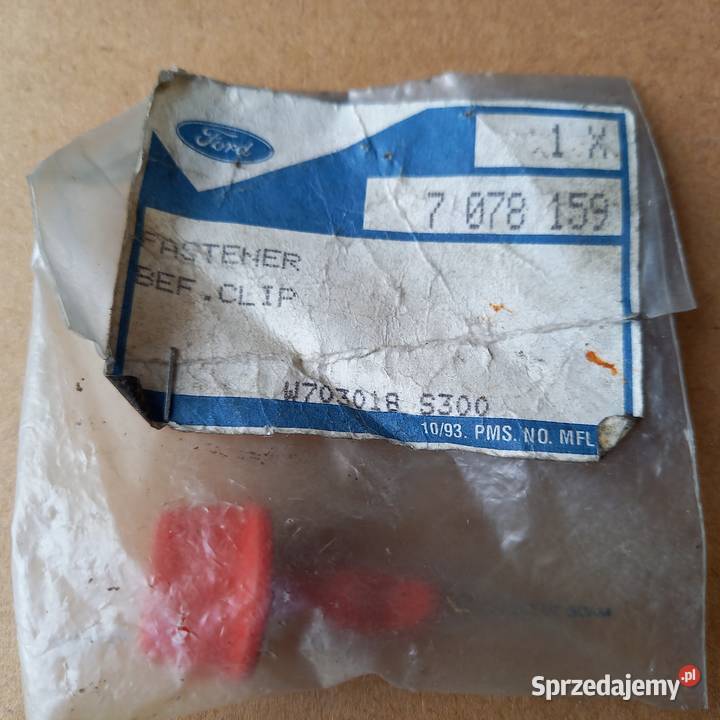 Ford
1 X
7 078 159
FASTENER
BEF.CLIP
W703018 S300
10/93. PMS. NO. MFL
Sprzedajemy.pl